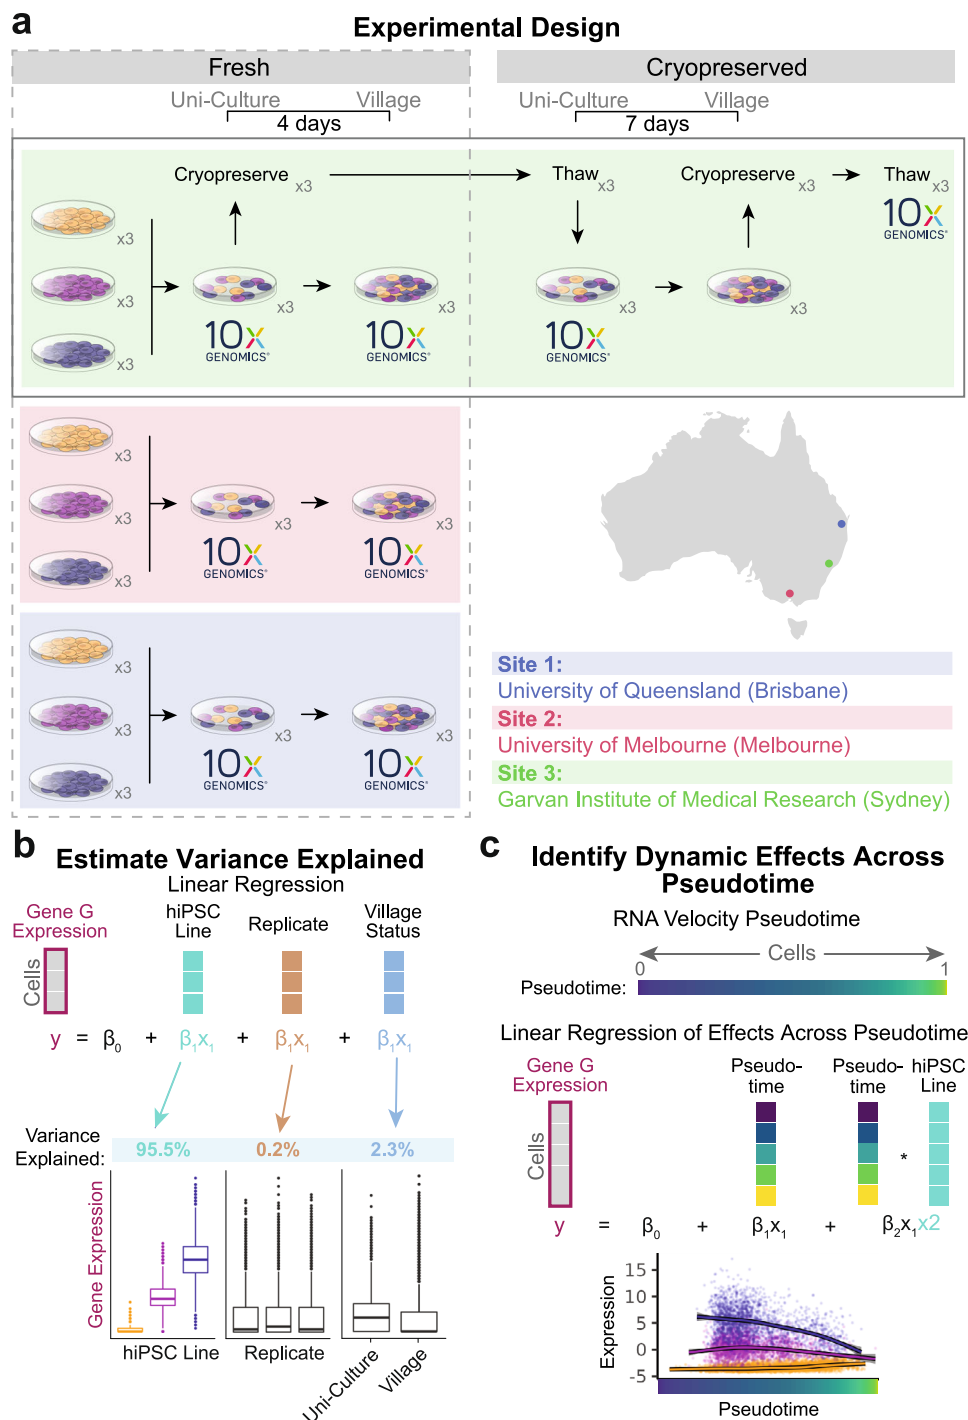 a
Experimental Design
Fresh
Cryopreserved
Uni-Culture Village
Uni-Culture Village
4 days
7 days
Cryopreserve x3
Thaw x3
Cryopreserve x3
Thaw x3
10x
GENOMICS®
x3
x3
x3
x3
x3
x3
x3
10x
GENOMICS®
10x
GENOMICS®
10x
GENOMICS®
x3
x3
x3
x3
x3
10x
GENOMICS®
10x
GENOMICS®
x3
x3
x3
x3
x3
10x
GENOMICS®
10x
GENOMICS®
Site 1:
University of Queensland (Brisbane)
Site 2:
University of Melbourne (Melbourne)
Site 3:
Garvan Institute of Medical Research (Sydney)
b
Estimate Variance Explained
Linear Regression
Gene G
Expression
hiPSC
Line
Replicate
Village
Status
Cells
y = β₀ + β₁x₁ + β₁x₁ + β₁x₁
Variance
Explained:
95.5% 0.2% 2.3%
Gene Expression
hiPSC Line
Replicate
Uni-Culture
Village
c
Identify Dynamic Effects Across
Pseudotime
RNA Velocity Pseudotime
0 Cells 1
Pseudotime:
Linear Regression of Effects Across Pseudotime
Gene G
Expression
Pseudo-
time
Pseudo-
time
hiPSC
Line
Cells
*
y = β₀ + β₁x₁ + β₂x₁x2
Expression
15
10
5
0
-5
Pseudotime